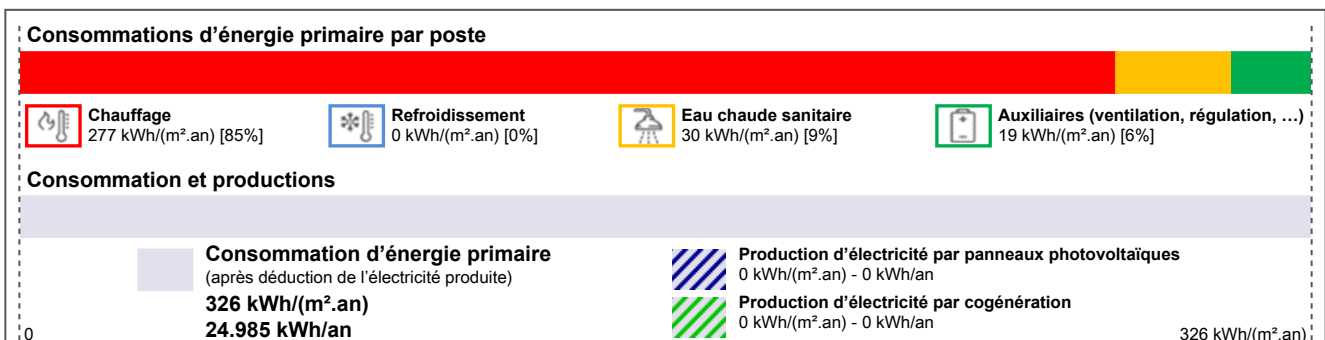 Consommations d'énergie primaire par poste
Chauffage
277 kWh/(m².an) [85%]
Refroidissement
0 kWh/(m².an) [0%]
Eau chaude sanitaire
30 kWh/(m².an) [9%]
Auxiliaires (ventilation, régulation, …)
19 kWh/(m².an) [6%]
Consommation et productions
Consommation d'énergie primaire
(après déduction de l'électricité produite)
326 kWh/(m².an)
24.985 kWh/an
Production d'électricité par panneaux photovoltaïques
0 kWh/(m².an) - 0 kWh/an
Production d'électricité par cogénération
0 kWh/(m².an) - 0 kWh/an
0
326 kWh/(m².an)